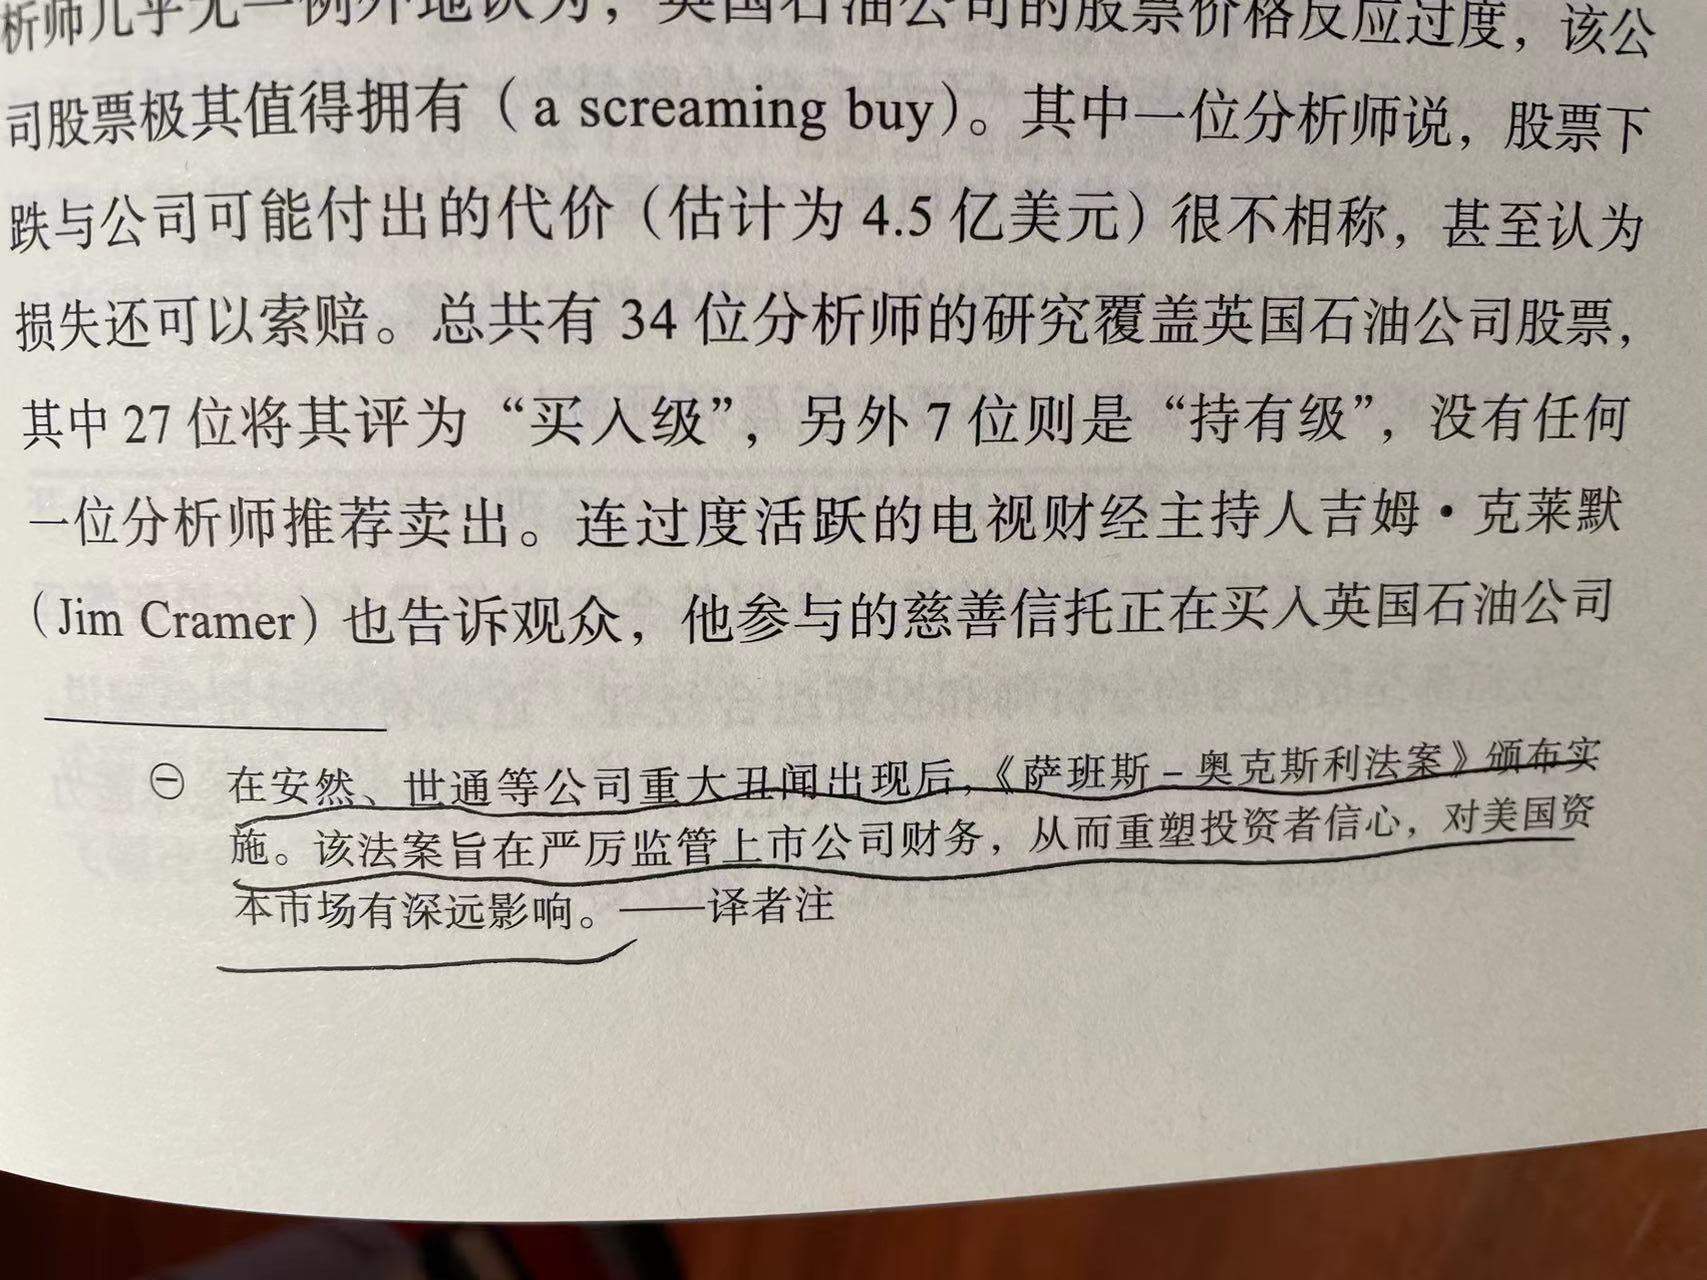 析师几乎无一例外地认为，英国石油公司的股票价格反应过度，该公
司股票极其值得拥有（a screaming buy）。其中一位分析师说，股票下
跌与公司可能付出的代价（估计为 4.5 亿美元）很不相称，甚至认为
损失还可以索赔。总共有 34 位分析师的研究覆盖英国石油公司股票，
其中 27 位将其评为“买入级”，另外 7 位则是“持有级”，没有任何
一位分析师推荐卖出。连过度活跃的电视财经主持人吉姆·克莱默
（Jim Cramer）也告诉观众，他参与的慈善信托正在买入英国石油公司
㊀ 在安然、世通等公司重大丑闻出现后，《萨班斯–奥克斯利法案》颁布实
施。该法案旨在严厉监管上市公司财务，从而重塑投资者信心，对美国资
本市场有深远影响。——译者注